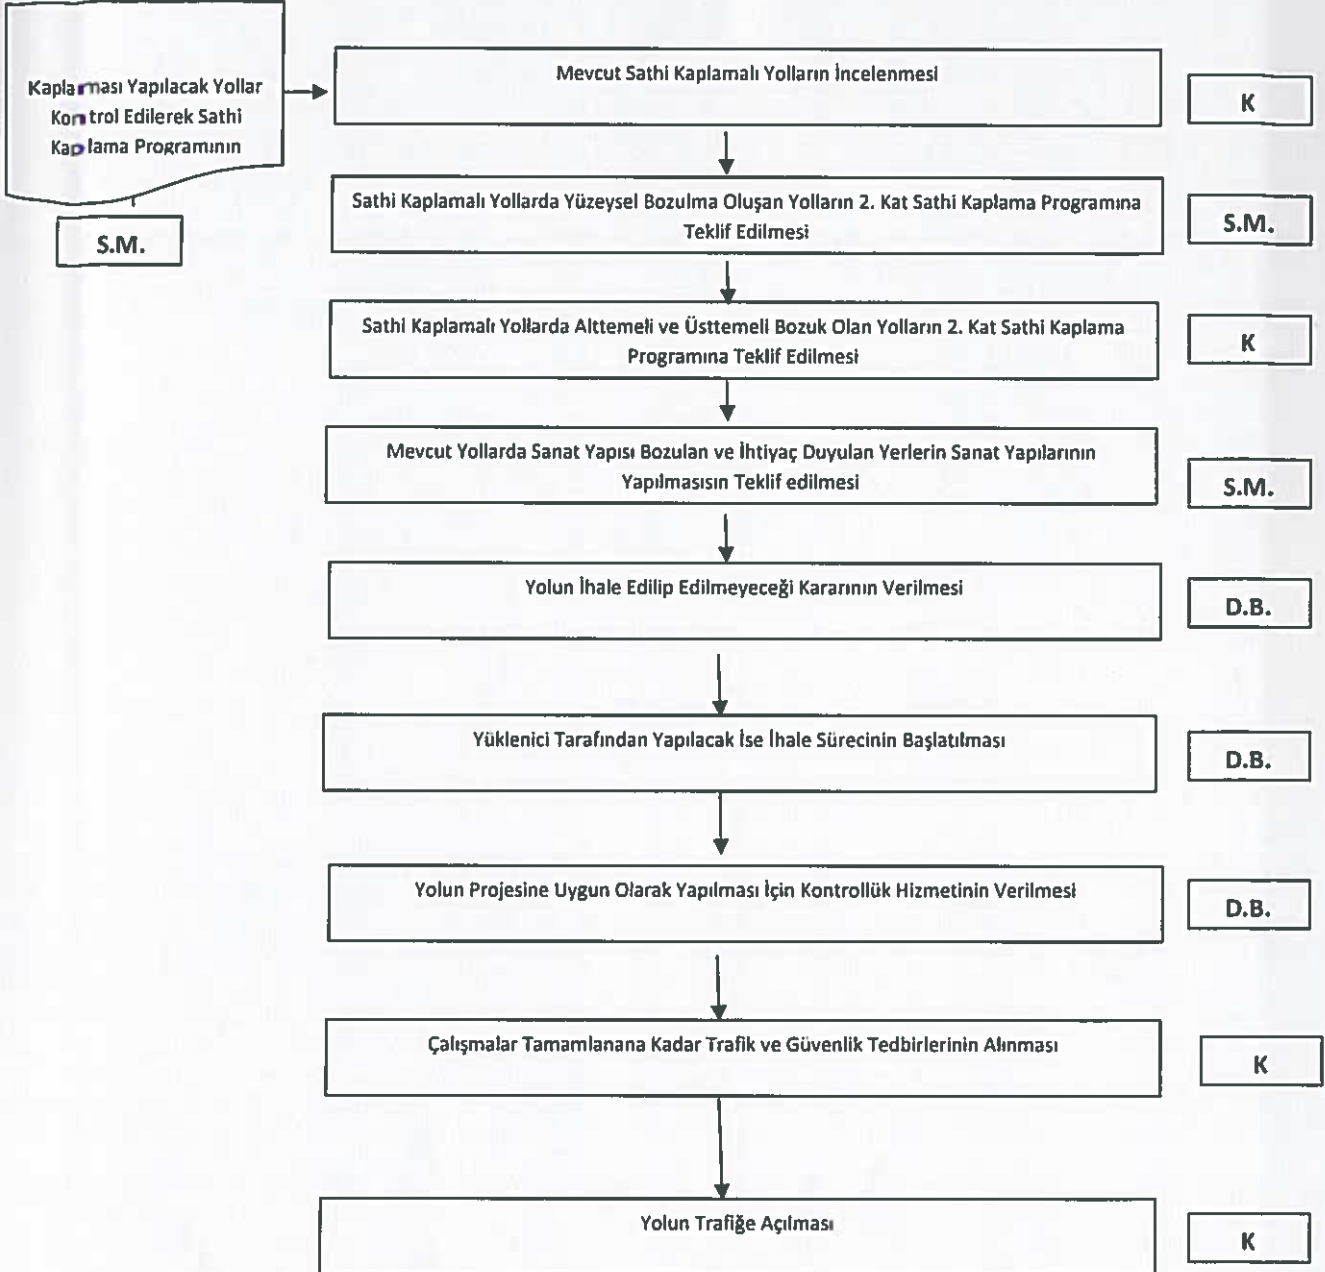 Kaplarması Yapılacak Yollar
Kontrol Edilerek Sathi
Kaplama Programının
S.M.
Mevcut Sathi Kaplamalı Yolların İncelenmesi
K
Sathi Kaplamalı Yollarda Yüzeysel Bozulma Oluşan Yolların 2. Kat Sathi Kaplama Programına
Teklif Edilmesi
S.M.
Sathi Kaplamalı Yollarda Alttemeli ve Üsttemeli Bozuk Olan Yolların 2. Kat Sathi Kaplama
Programına Teklif Edilmesi
K
Mevcut Yollarda Sanat Yapısı Bozulan ve İhtiyaç Duyulan Yerlerin Sanat Yapılarının
Yapılmasısın Teklif edilmesi
S.M.
Yolun İhale Edilip Edilmeyeceği Kararının Verilmesi
D.B.
Yüklenici Tarafından Yapılacak İse İhale Sürecinin Başlatılması
D.B.
Yolun Projesine Uygun Olarak Yapılması İçin Kontrollük Hizmetinin Verilmesi
D.B.
Çalışmalar Tamamlanana Kadar Trafik ve Güvenlik Tedbirlerinin Alınması
K
Yolun Trafiğe Açılması
K